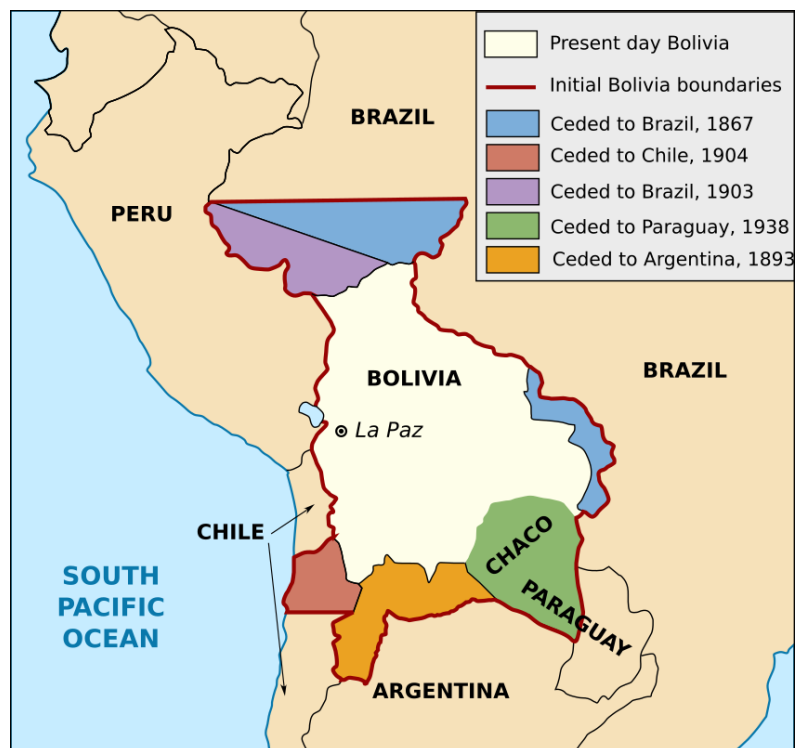 Present day Bolivia
Initial Bolivia boundaries
Ceded to Brazil, 1867
Ceded to Chile, 1904
Ceded to Brazil, 1903
Ceded to Paraguay, 1938
Ceded to Argentina, 1893
BRAZIL
PERU
BOLIVIA
BRAZIL
La Paz
CHILE
CHACO
SOUTH
PACIFIC
OCEAN
PARAGUAY
ARGENTINA